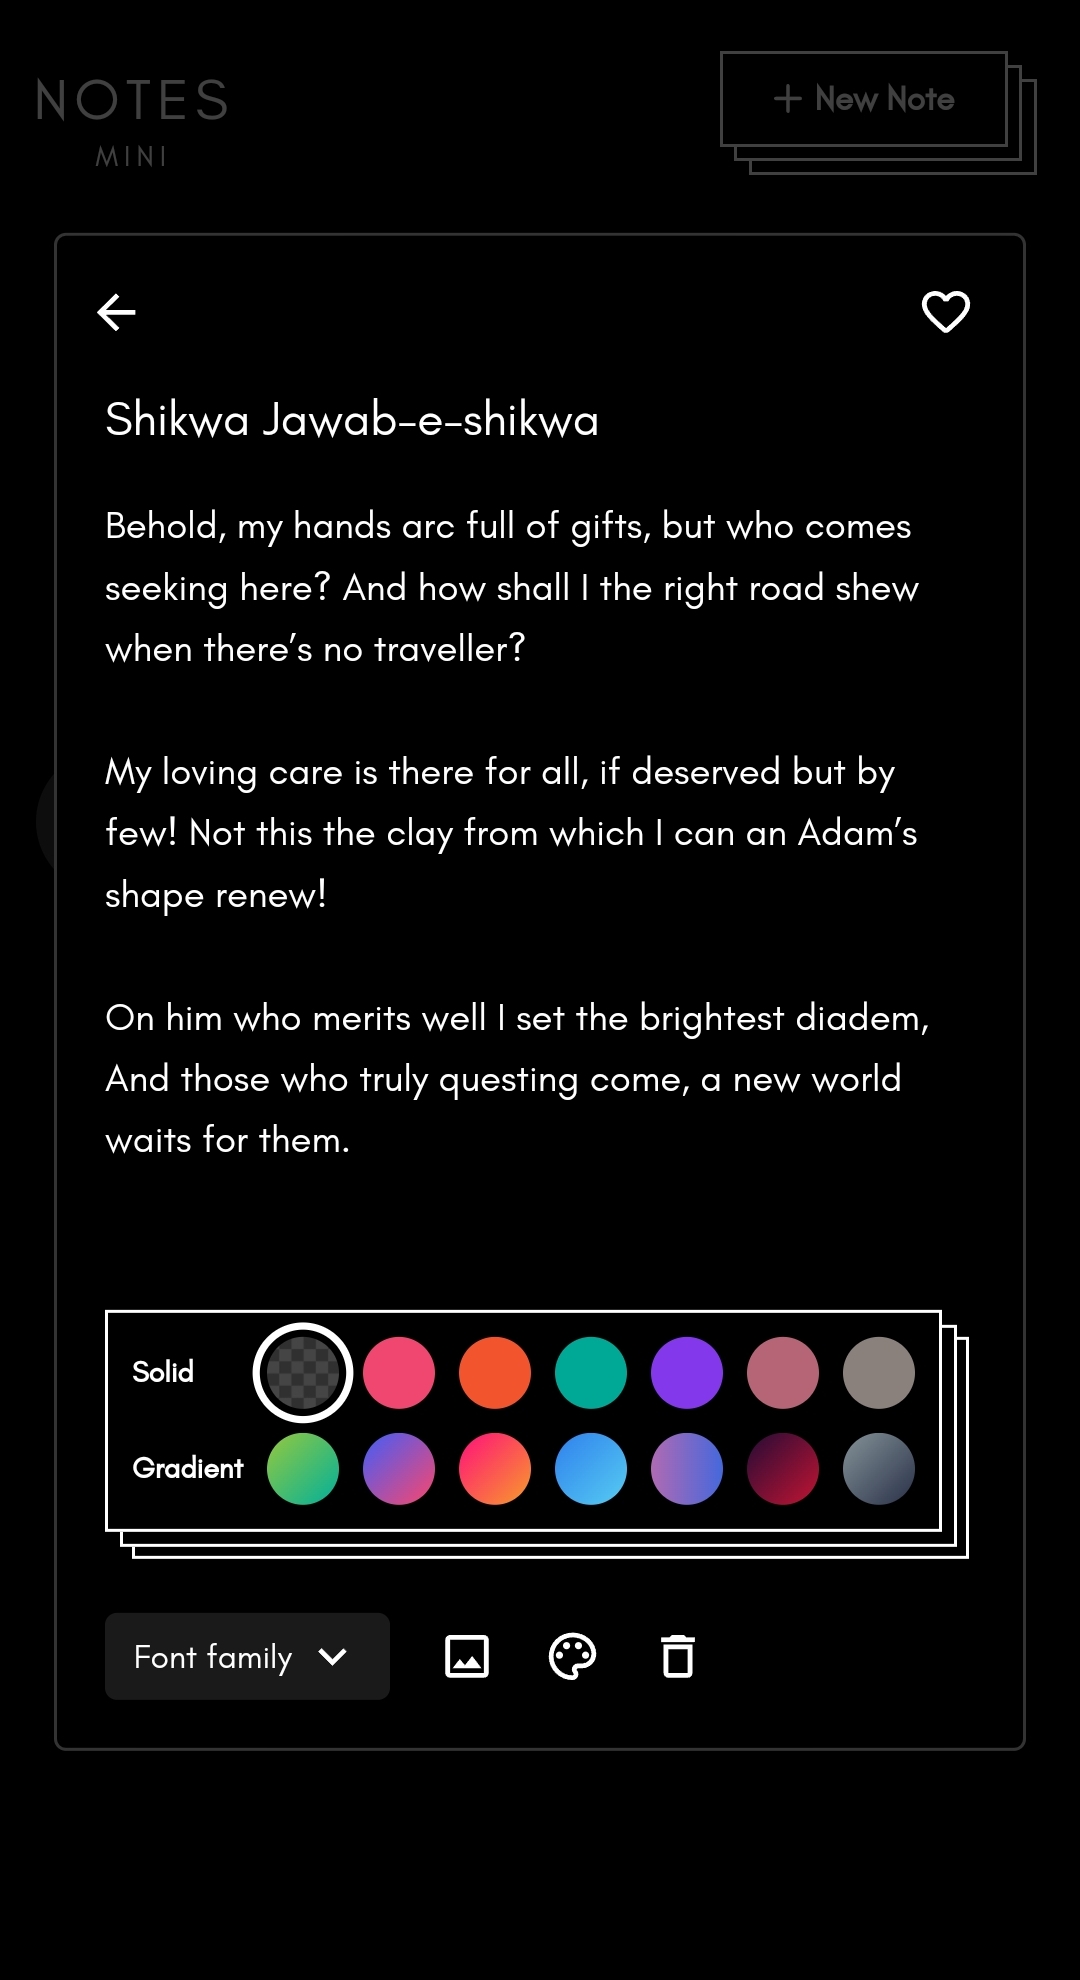 NOTES
MINI
+ New Note
Shikwa Jawab-e-shikwa
Behold, my hands arc full of gifts, but who comes
seeking here? And how shall I the right road shew
when there's no traveller?
My loving care is there for all, if deserved but by
few! Not this the clay from which I can an Adam's
shape renew!
On him who merits well I set the brightest diadem,
And those who truly questing come, a new world
waits for them.
Solid
Gradient
Font family